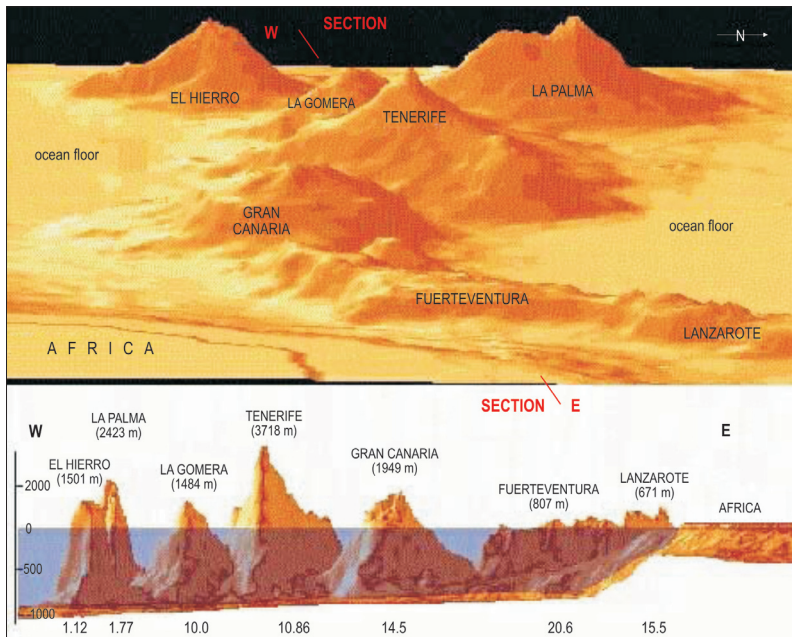 SECTION
W
N
EL HIERRO
LA GOMERA
LA PALMA
TENERIFE
ocean floor
GRAN
CANARIA
ocean floor
FUERTEVENTURA
LANZAROTE
AFRICA
SECTION E
W
LA PALMA
(2423 m)
TENERIFE
(3718 m)
E
EL HIERRO
(1501 m)
LA GOMERA
(1484 m)
GRAN CANARIA
(1949 m)
FUERTEVENTURA
(807 m)
LANZAROTE
(671 m)
AFRICA
2000
0
-500
-1000
1.12 1.77 10.0 10.86 14.5 20.6 15.5